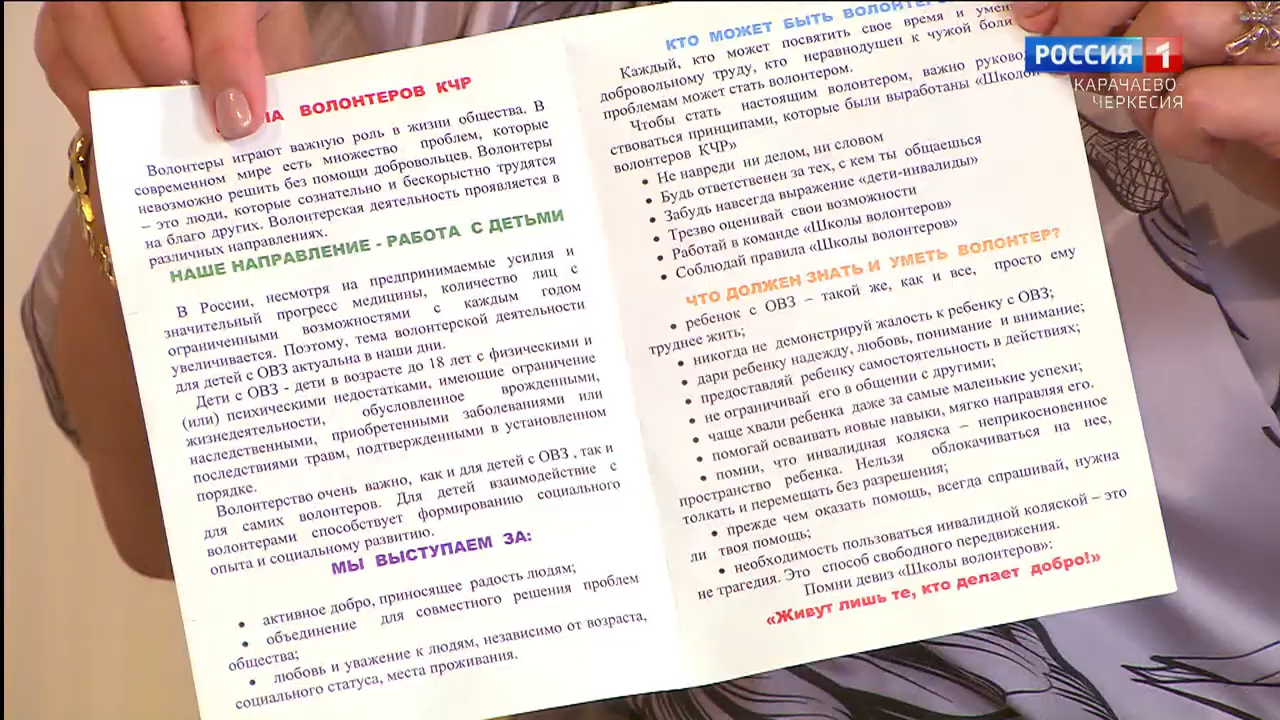 ВОЛОНТЕРОВ КЧР
Волонтеры играют важную роль в жизни общества. В
современном мире есть множество проблем, которые
невозможно решить без помощи добровольцев. Волонтеры
– это люди, которые сознательно и бескорыстно трудятся
на благо других. Волонтерская деятельность проявляется в
различных направлениях.
НАШЕ НАПРАВЛЕНИЕ - РАБОТА С ДЕТЬМИ
В России, несмотря на предпринимаемые усилия и
значительный прогресс медицины, количество лиц с
ограниченными возможностями с каждым годом
увеличивается. Поэтому, тема волонтерской деятельности
для детей с ОВЗ актуальна в наши дни.
Дети с ОВЗ - дети в возрасте до 18 лет с физическими и
(или) психическими недостатками, имеющие ограничение
жизнедеятельности, обусловленное врожденными,
наследственными, приобретенными заболеваниями или
последствиями травм, подтвержденными в установленном
порядке.
Волонтерство очень важно, как и для детей с ОВЗ , так и
для самих волонтеров. Для детей взаимодействие с
волонтерами способствует формированию социального
опыта и социальному развитию.
МЫ ВЫСТУПАЕМ ЗА:
• активное добро, приносящее радость людям;
• объединение для совместного решения проблем
общества;
• любовь и уважение к людям, независимо от возраста,
социального статуса, места проживания.
КТО МОЖЕТ БЫТЬ
Каждый, кто может посвятить свое время и
добровольному труду, кто неравнодушен к чужой боли
проблемам может стать волонтером.
Чтобы стать настоящим волонтером, важно
ствоваться принципами, которые были выработаны «Школой
волонтеров КЧР»
• Не навреди ни делом, ни словом
• Будь ответственен за тех, с кем ты общаешься
• Забудь навсегда выражение «дети-инвалиды»
• Трезво оценивай свои возможности
• Работай в команде «Школы волонтеров»
• Соблюдай правила «Школы волонтеров»
ЧТО ДОЛЖЕН ЗНАТЬ И УМЕТЬ ВОЛОНТЕР?
• ребенок с ОВЗ – такой же, как и все, просто ему
труднее жить;
• никогда не демонстрируй жалость к ребенку с ОВЗ;
• дари ребенку надежду, любовь, понимание и внимание;
• предоставляй ребенку самостоятельность в действиях;
• не ограничивай его в общении с другими;
• чаще хвали ребенка даже за самые маленькие успехи;
• помогай осваивать новые навыки, мягко направляя его.
• помни, что инвалидная коляска – неприкосновенное
пространство ребенка. Нельзя облокачиваться на нее,
толкать и перемещать без разрешения;
• прежде чем оказать помощь, всегда спрашивай, нужна
ли твоя помощь;
• необходимость пользоваться инвалидной коляской – это
не трагедия. Это способ свободного передвижения.
Помни девиз «Школы волонтеров»:
«Живут лишь те, кто делает добро!»
РОССИЯ 1
КАРАЧАЕВО-
ЧЕРКЕСИЯ